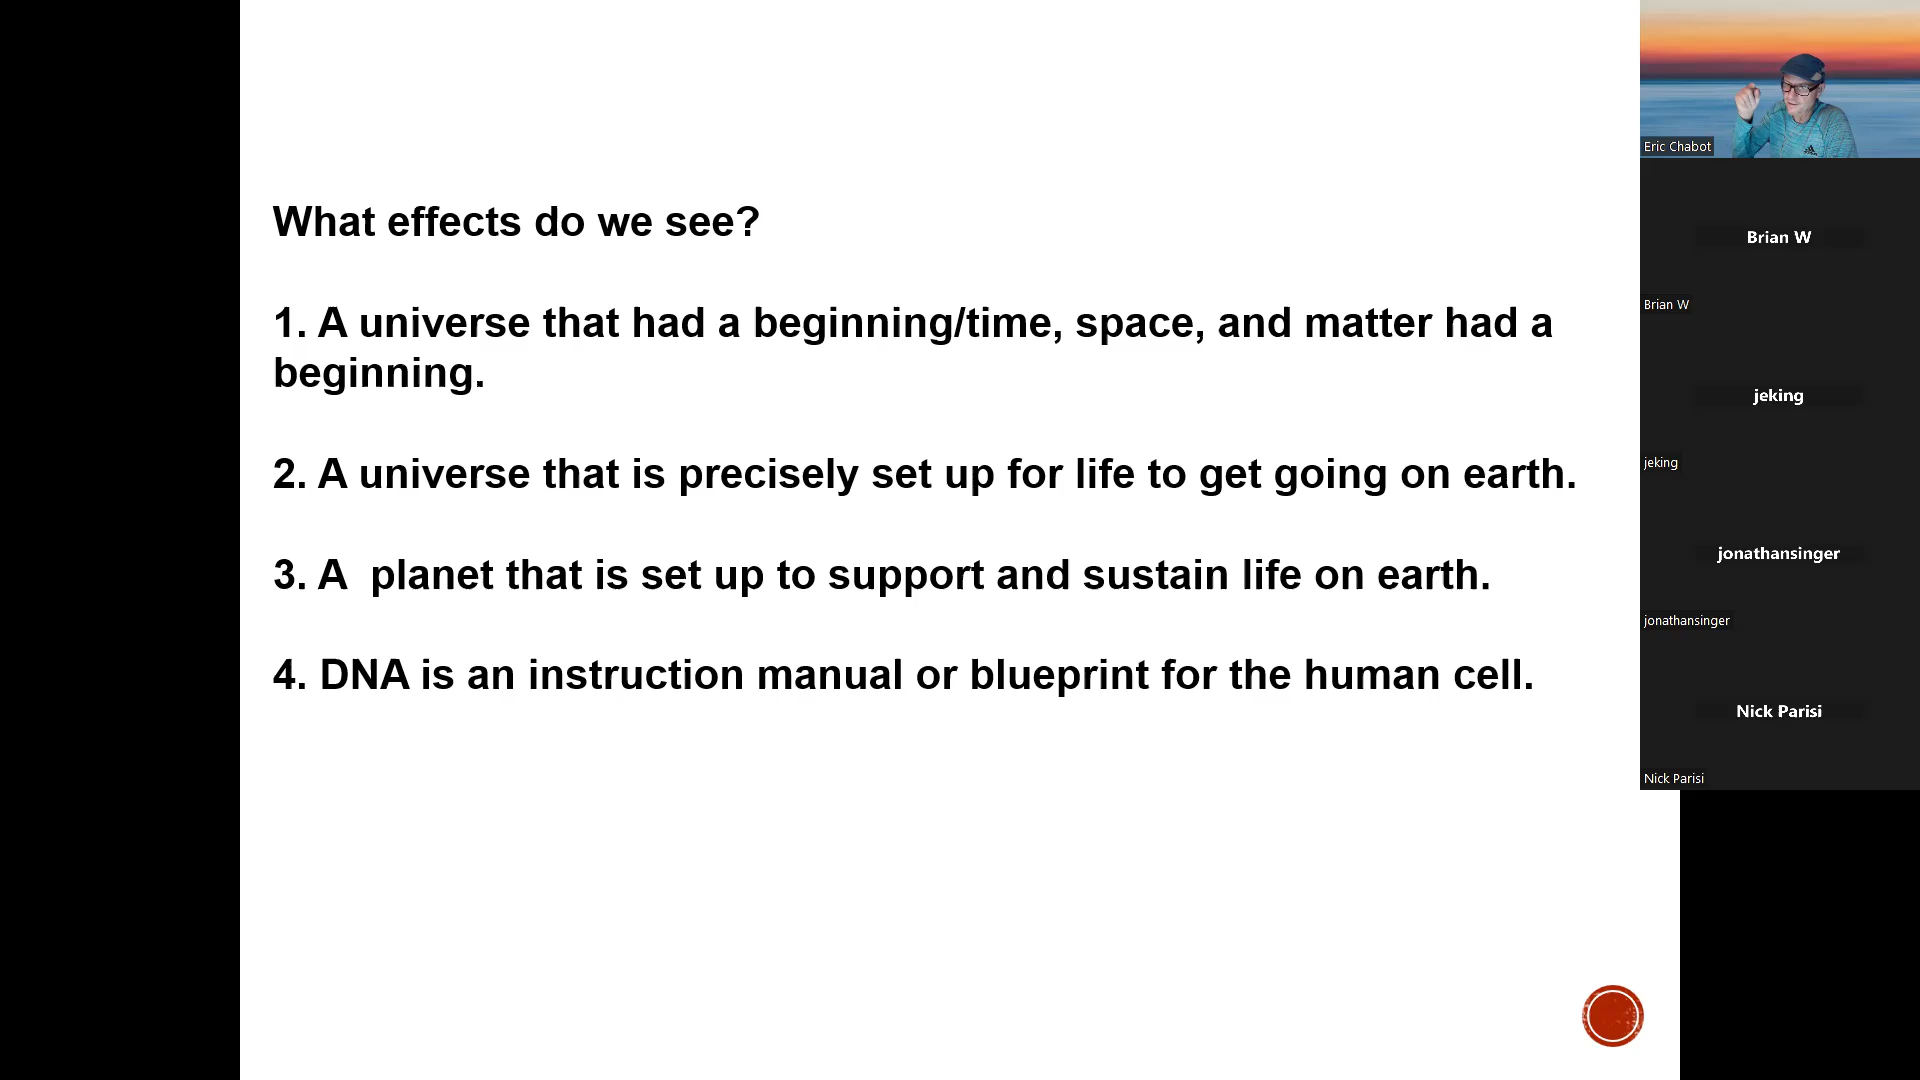 What effects do we see?
1. A universe that had a beginning/time, space, and matter had a
beginning.
2. A universe that is precisely set up for life to get going on earth.
3. A  planet that is set up to support and sustain life on earth.
4. DNA is an instruction manual or blueprint for the human cell.
Eric Chabot
Brian W
Brian W
jeking
jeking
jonathansinger
jonathansinger
Nick Parisi
Nick Parisi